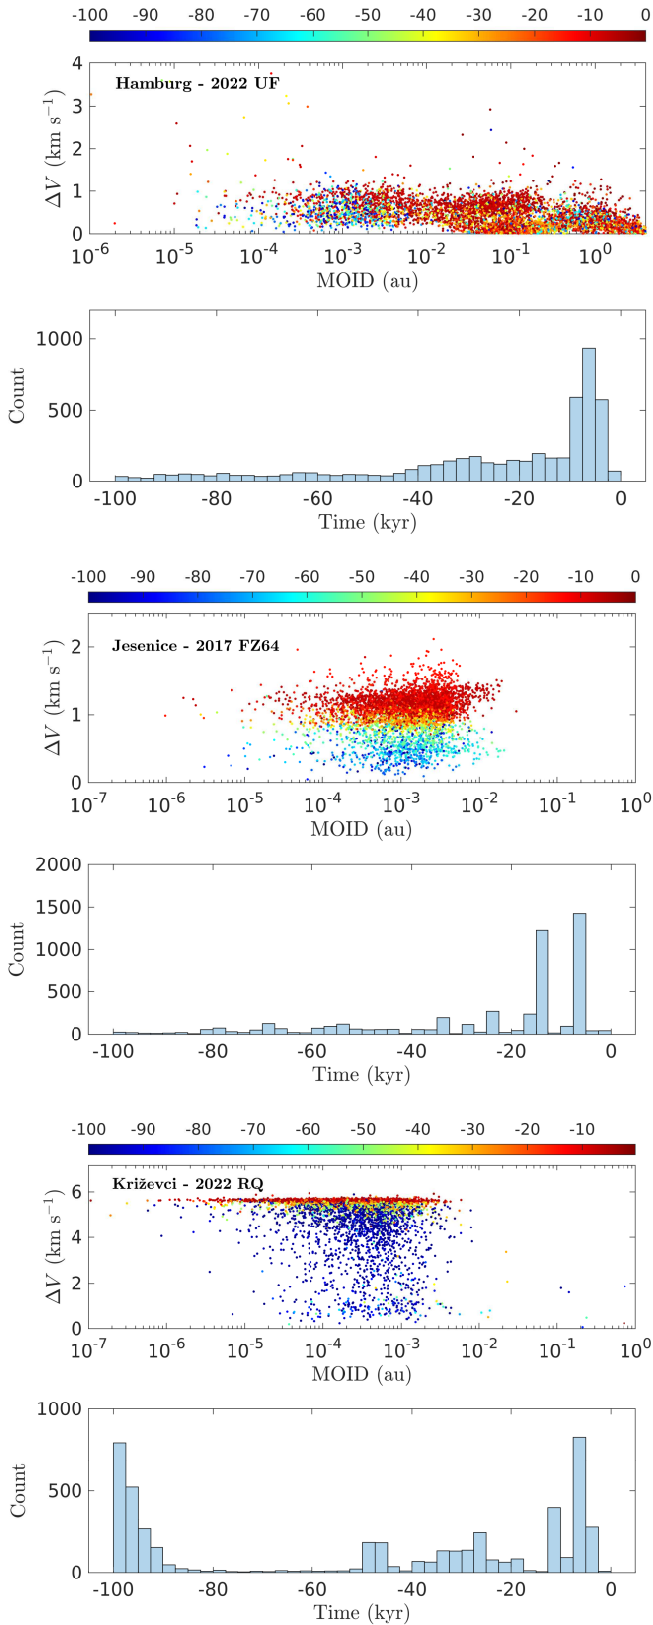 -100 -90 -80 -70 -60 -50 -40 -30 -20 -10 0
Hamburg - 2022 UF
4
3
2
1
0
ΔV (km s⁻¹)
10⁻⁶ 10⁻⁵ 10⁻⁴ 10⁻³ 10⁻² 10⁻¹ 10⁰
MOID (au)
1000
500
0
Count
-100 -80 -60 -40 -20 0
Time (kyr)
-100 -90 -80 -70 -60 -50 -40 -30 -20 -10 0
Jesenice - 2017 FZ64
2
1
0
ΔV (km s⁻¹)
10⁻⁷ 10⁻⁶ 10⁻⁵ 10⁻⁴ 10⁻³ 10⁻² 10⁻¹ 10⁰
MOID (au)
2000
1500
1000
500
0
Count
-100 -80 -60 -40 -20 0
Time (kyr)
-100 -90 -80 -70 -60 -50 -40 -30 -20 -10
Križevci - 2022 RQ
6
4
2
0
ΔV (km s⁻¹)
10⁻⁷ 10⁻⁶ 10⁻⁵ 10⁻⁴ 10⁻³ 10⁻² 10⁻¹ 10⁰
MOID (au)
1000
500
0
Count
-100 -80 -60 -40 -20 0
Time (kyr)